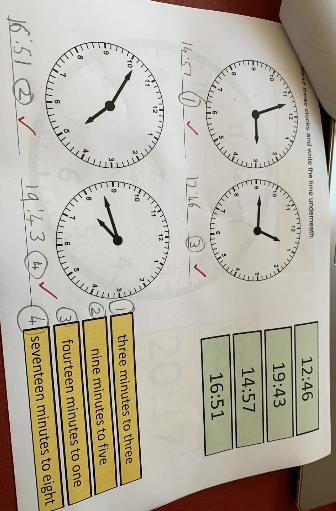 Read these clocks and write the time underneath.
14:57 1
12:46 3
16:51 2
19:43 4
12:46
19:43
14:57
16:51
1 three minutes to three
2 nine minutes to five
3 fourteen minutes to one
4 seventeen minutes to eight